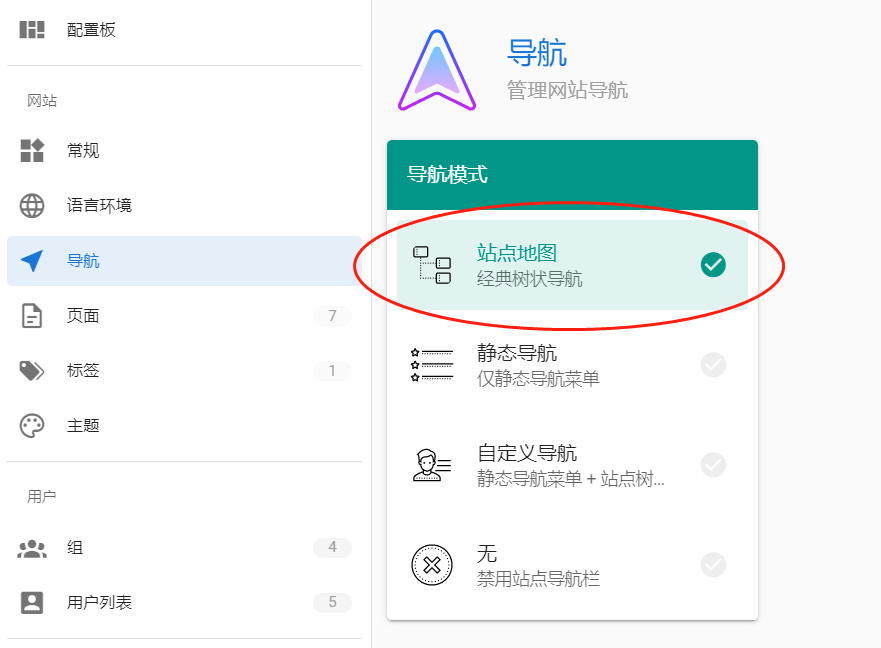 配置板
网站
常规
语言环境
导航
页面
7
标签
1
主题
用户
组
4
用户列表
5
导航
管理网站导航
导航模式
站点地图
经典树状导航
静态导航
仅静态导航菜单
自定义导航
静态导航菜单 + 站点树...
无
禁用站点导航栏